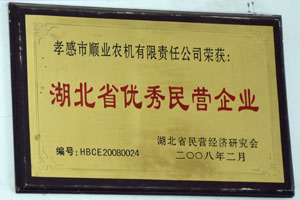 孝感市顺业农机有限责任公司荣获:
湖北省优秀民营企业
湖北省民营经济研究会
编号:HBCE20080024
二〇〇八年二月